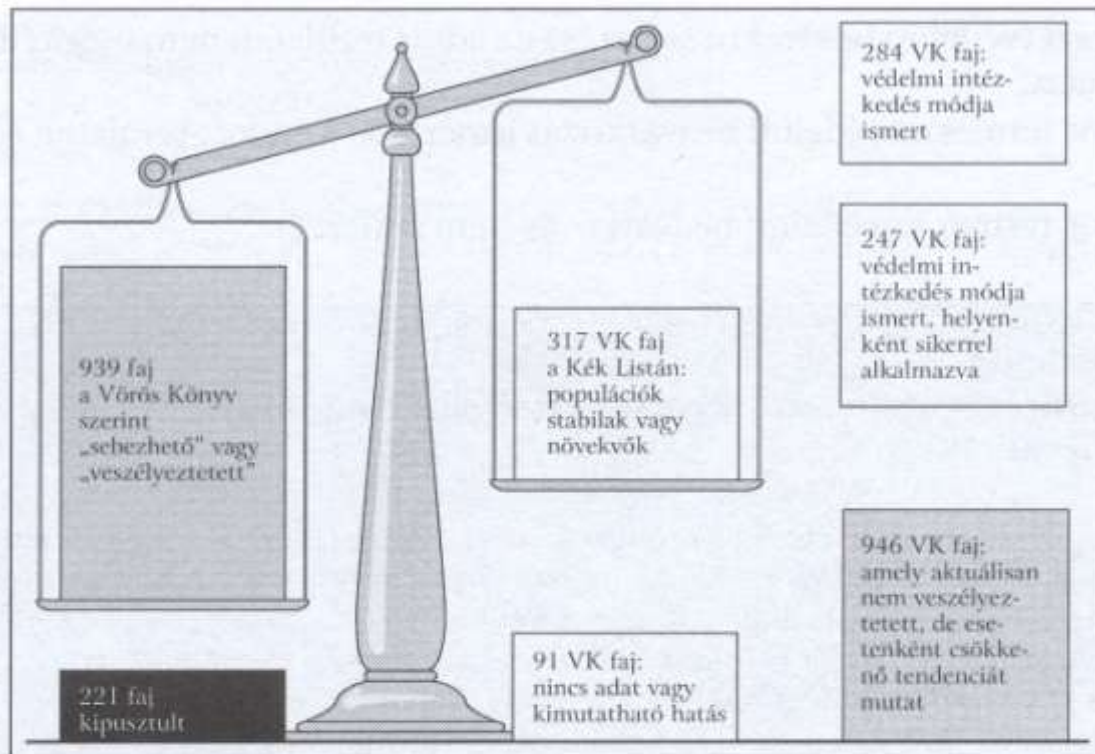 939 faj
a Vörös Könyv
szerint
„sebezhető” vagy
„veszélyeztetett”
221 faj
kipusztult
317 VK faj
a Kék Listán:
populációk
stabilak vagy
növekvők
91 VK faj:
nincs adat vagy
kimutatható hatás
284 VK faj:
védelmi intéz-
kedés módja
ismert
247 VK faj:
védelmi in-
tézkedés módja
ismert, helyen-
ként sikerrel
alkalmazva
946 VK faj:
amely aktuálisan
nem veszélyez-
tetett, de ese-
tenként csökke-
nő tendenciát
mutat